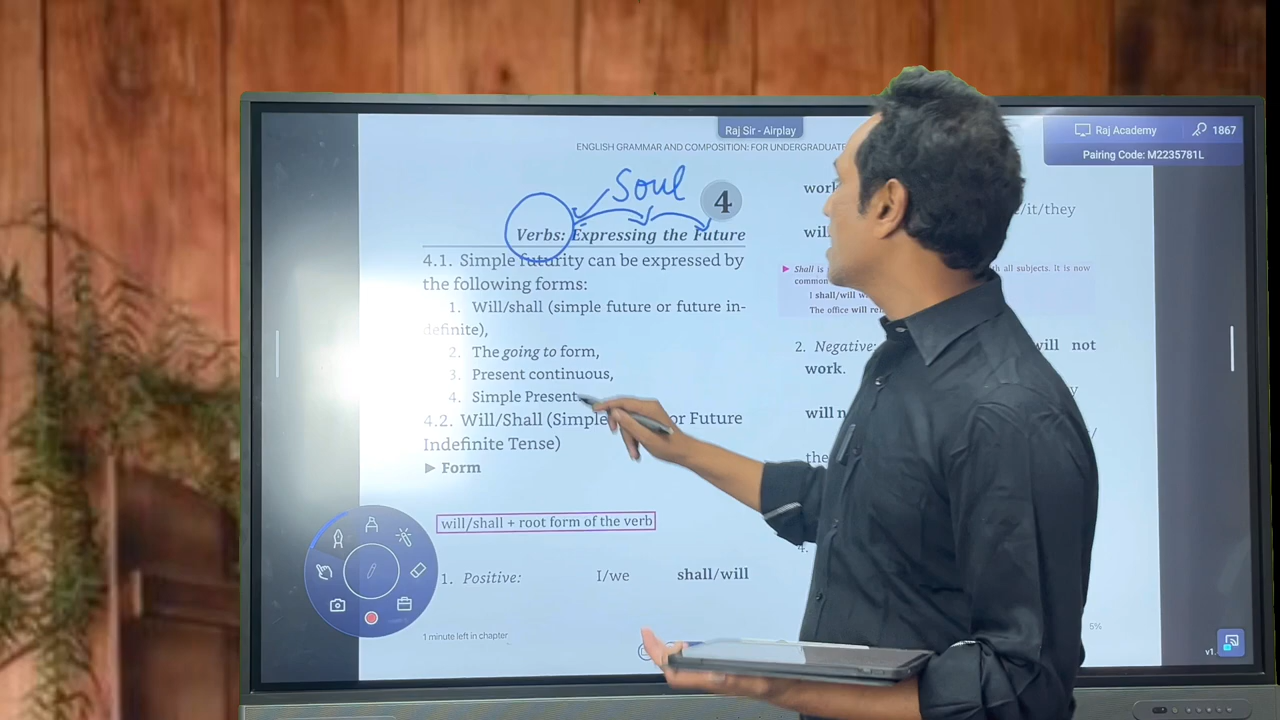 Raj Sir - Airplay
Raj Academy
1867
Pairing Code: M2235781L
ENGLISH GRAMMAR AND COMPOSITION: FOR UNDERGRADUATE
Soul
4
Verbs: Expressing the Future
4.1. Simple futurity can be expressed by
the following forms:
1. Will/shall (simple future or future in-
definite),
2. The going to form,
3. Present continuous,
4. Simple Present.
4.2. Will/Shall (Simple or Future
Indefinite Tense)
▶ Form
will/shall + root form of the verb
1. Positive: I/we shall/will
1 minute left in chapter
work
/it/they
will
▶ Shall is all subjects. It is now
common
I shall/will
The office will
2. Negative: will not
work.
will
the
4.
5%